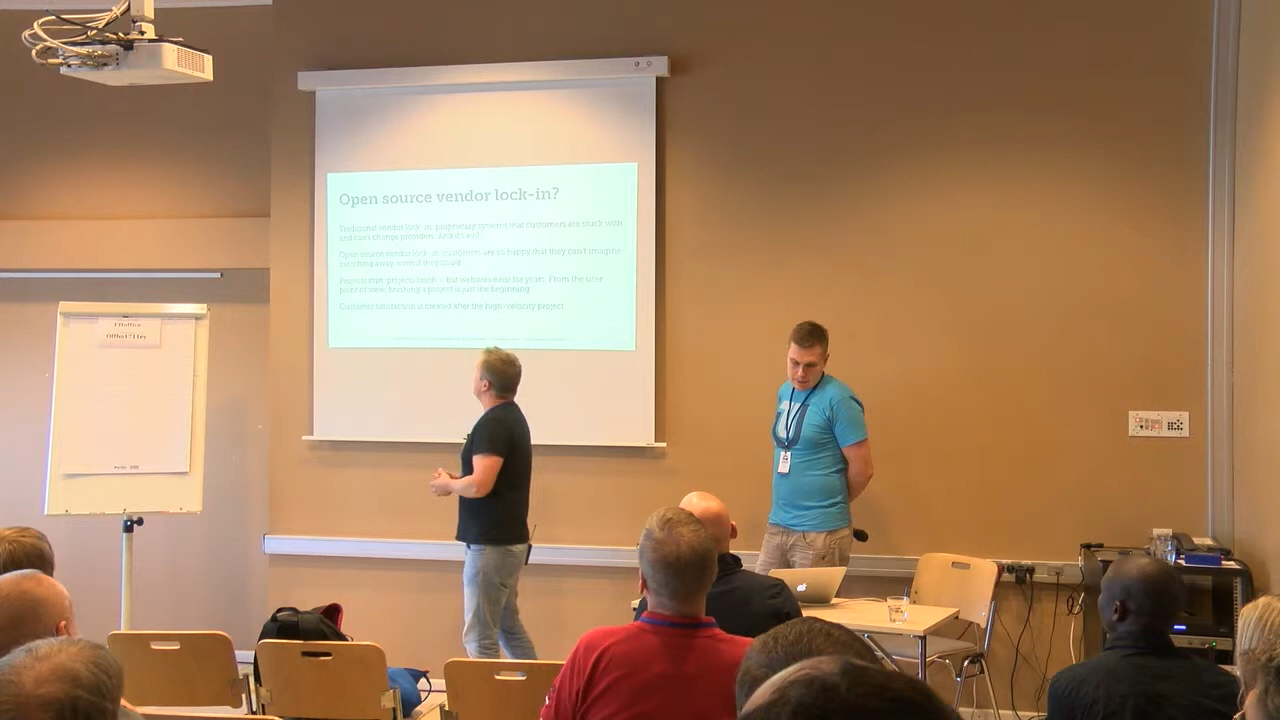 Open source vendor lock-in?
Traditional vendor lock-in: proprietary systems that customers are stuck with
and can't change providers. And it's evil
Open source vendor lock-in: customers are so happy that they can't imagine
switching away, even if they could
Projects start, projects finish – but websites exist for years. From the user
point of view, finishing a project is just the beginning
Customer satisfaction is created after the high-velocity project